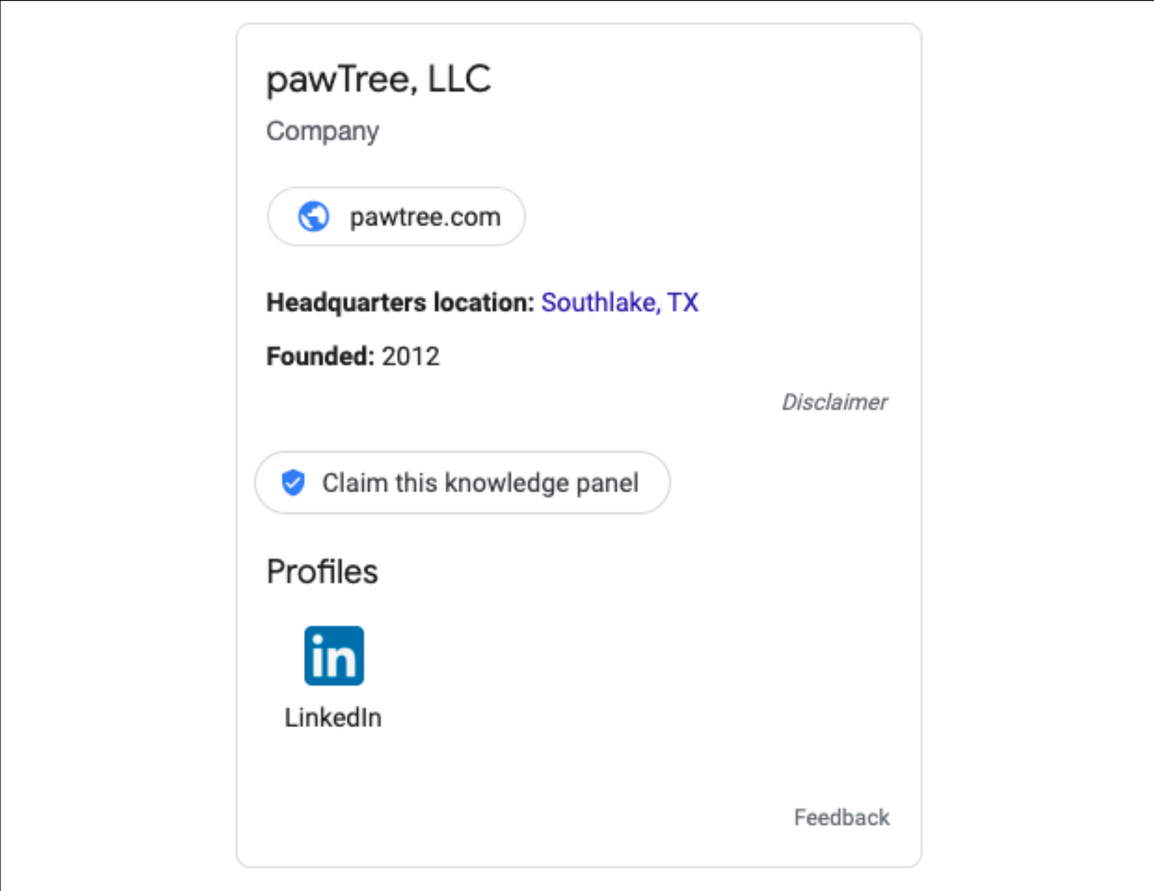 pawTree, LLC
Company
pawtree.com
Headquarters location: Southlake, TX
Founded: 2012
Disclaimer
Claim this knowledge panel
Profiles
in
LinkedIn
Feedback